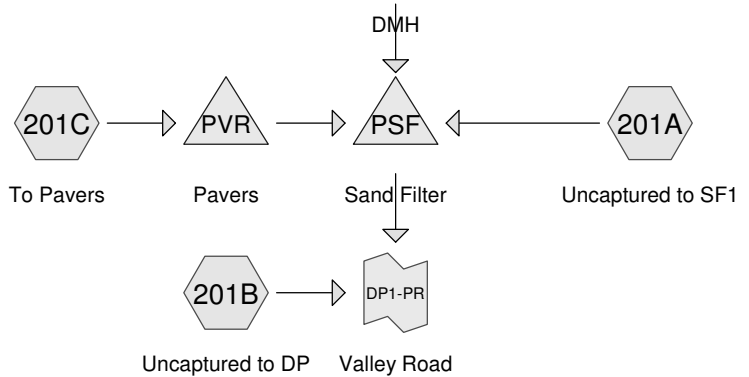 DMH
201C
PVR
PSF
201A
To Pavers
Pavers
Sand Filter
Uncaptured to SF1
201B
DP1-PR
Uncaptured to DP
Valley Road